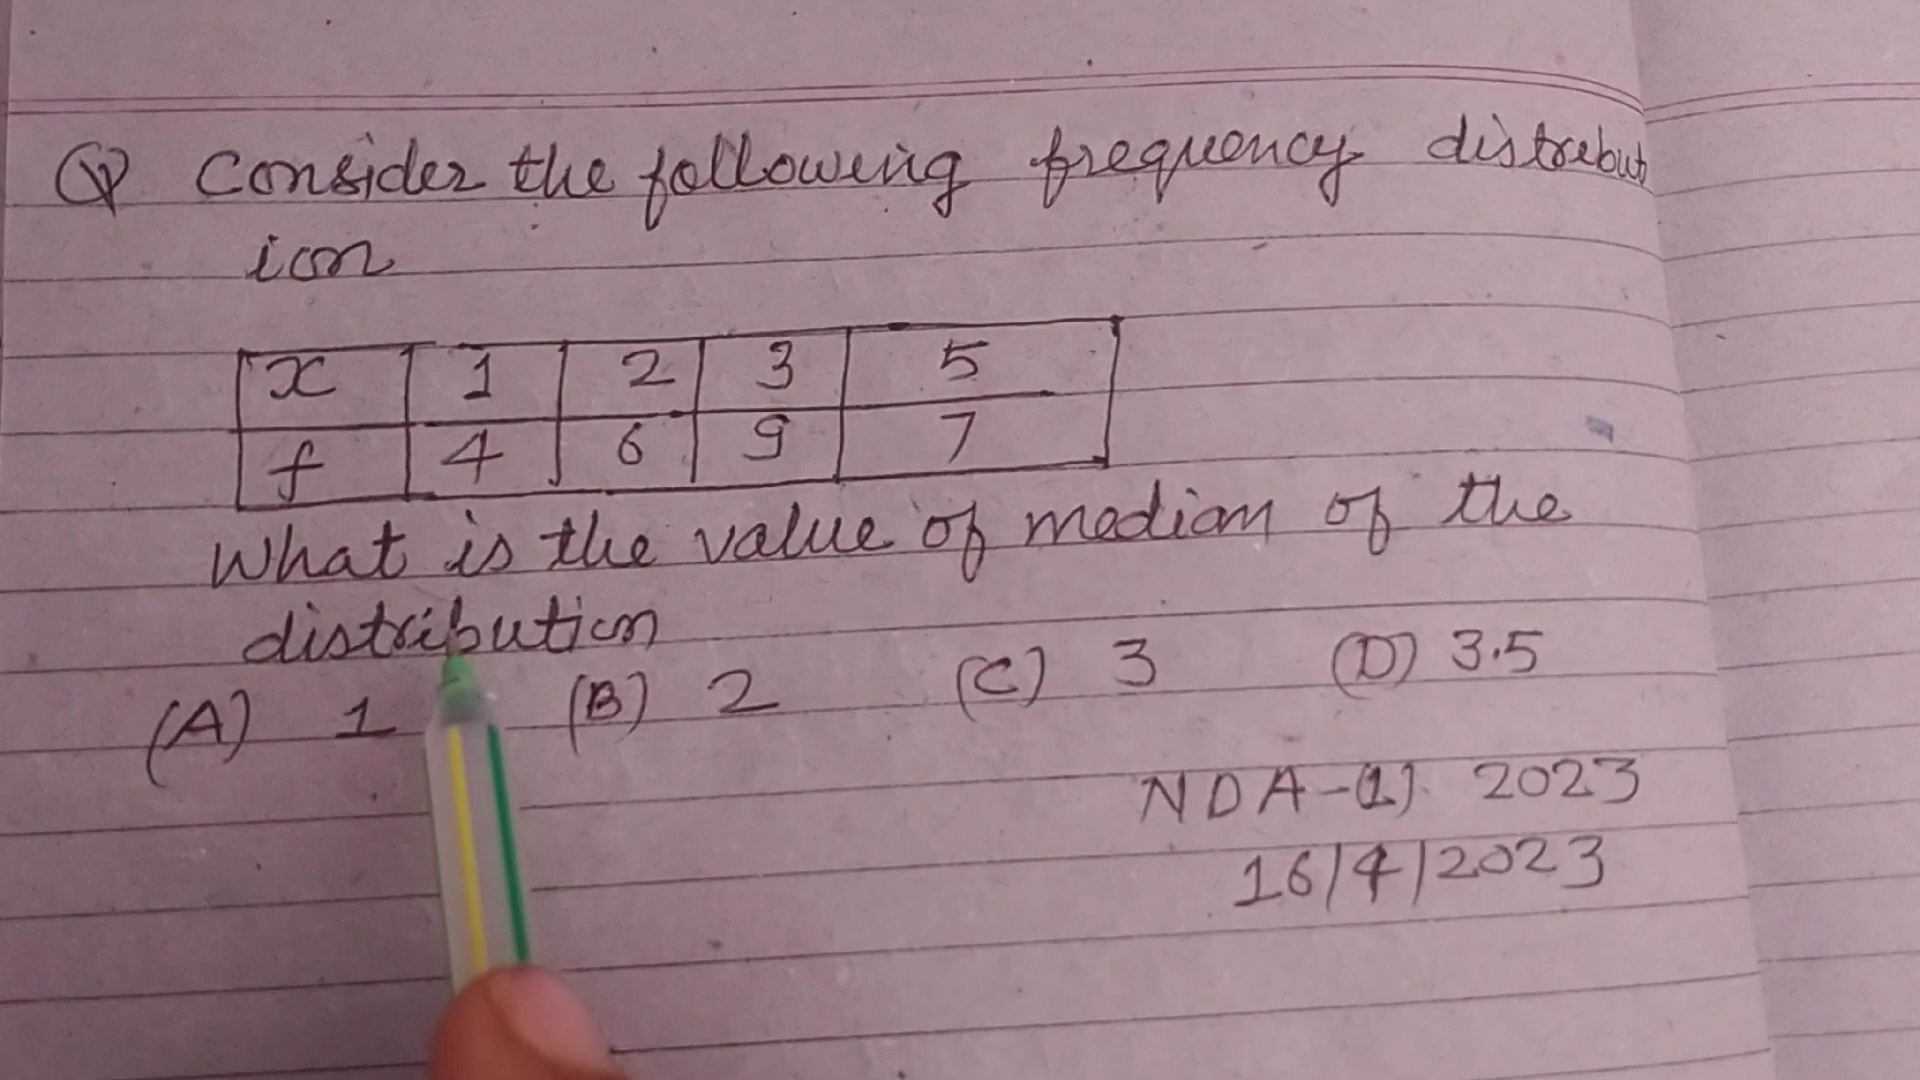 Q Consider the following frequency distribut
ion
x 1 2 3 5
f 4 6 9 7
What is the value of median of the
distribution
(A) 1 (B) 2 (C) 3 (D) 3.5
NDA-(1) 2023
16/4/2023